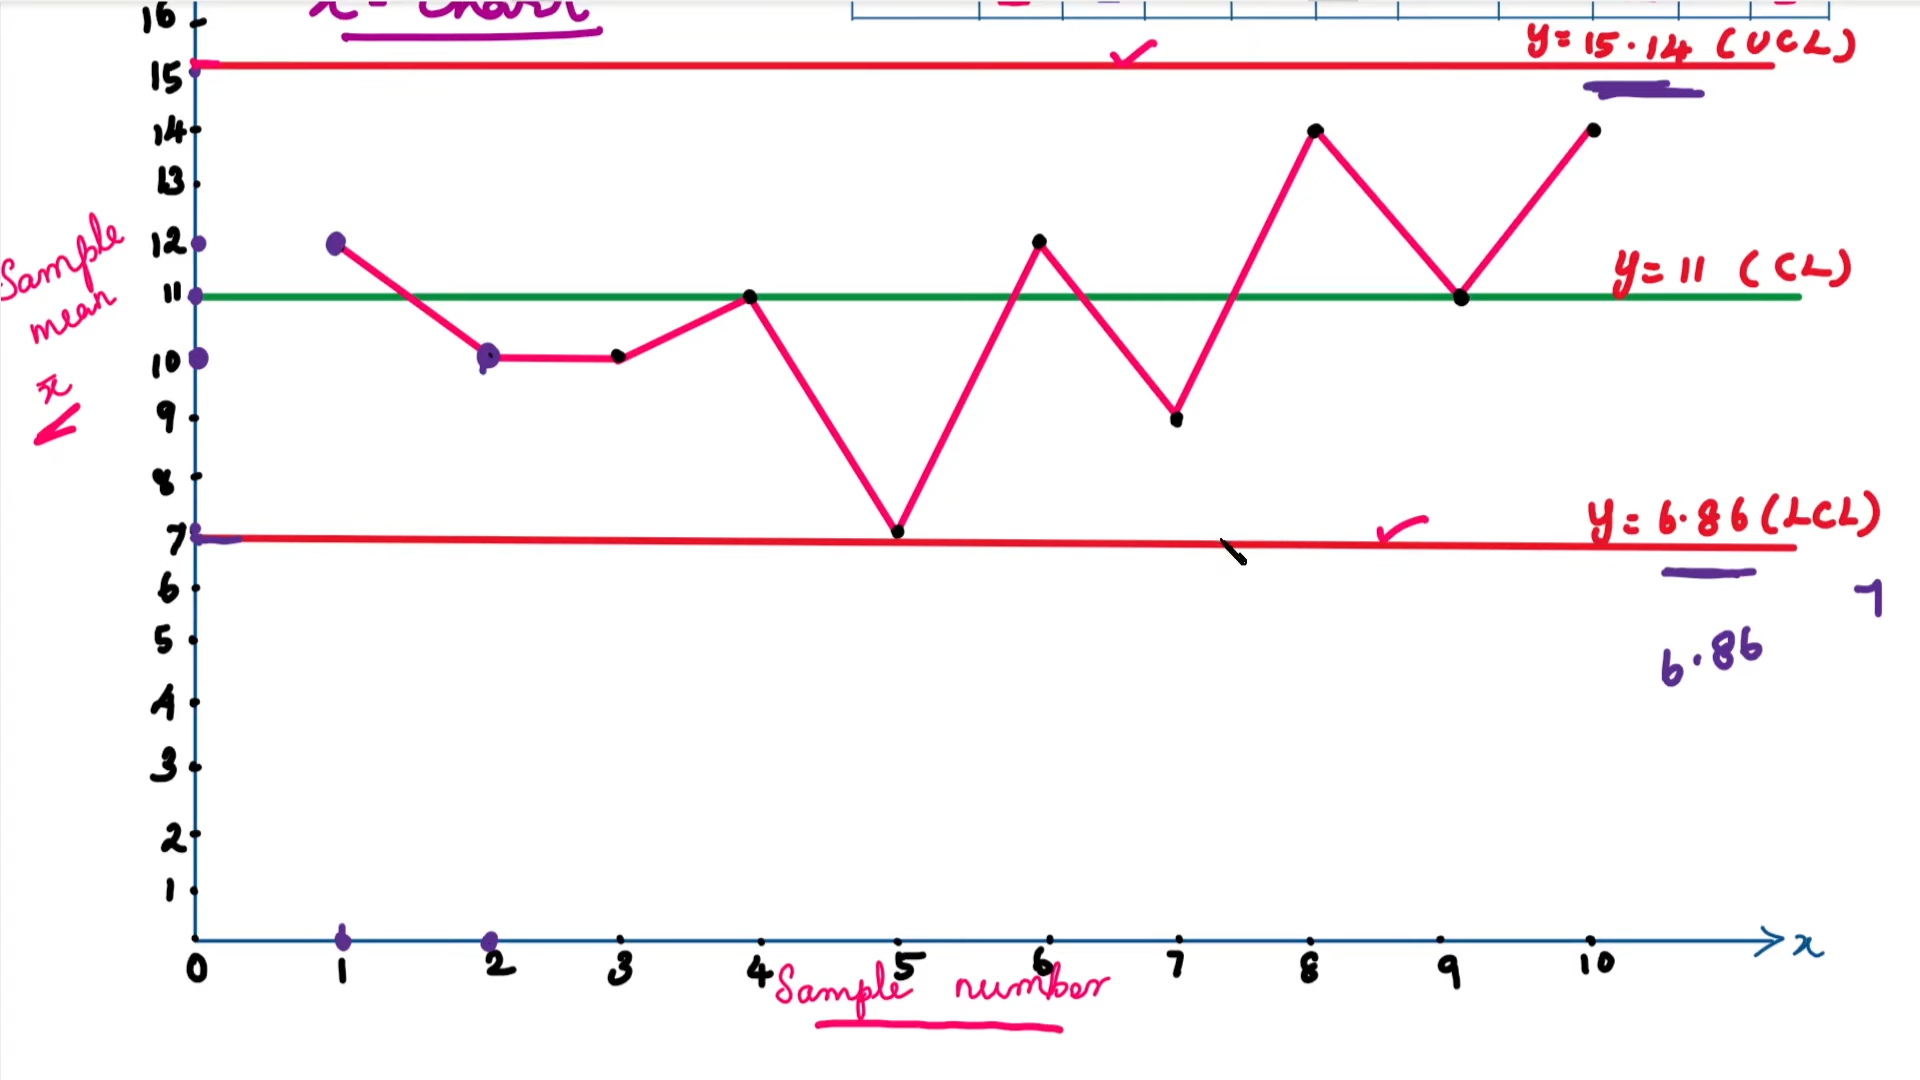 x̄ - chart
16
y = 15.14 (UCL)
15
14
13
12
y = 11 (CL)
11
Sample
mean
x̄
10
9
8
y = 6.86 (LCL)
7
7
6
5
6.86
4
3
2
1
0 1 2 3 4 5 6 7 8 9 10 x
Sample number